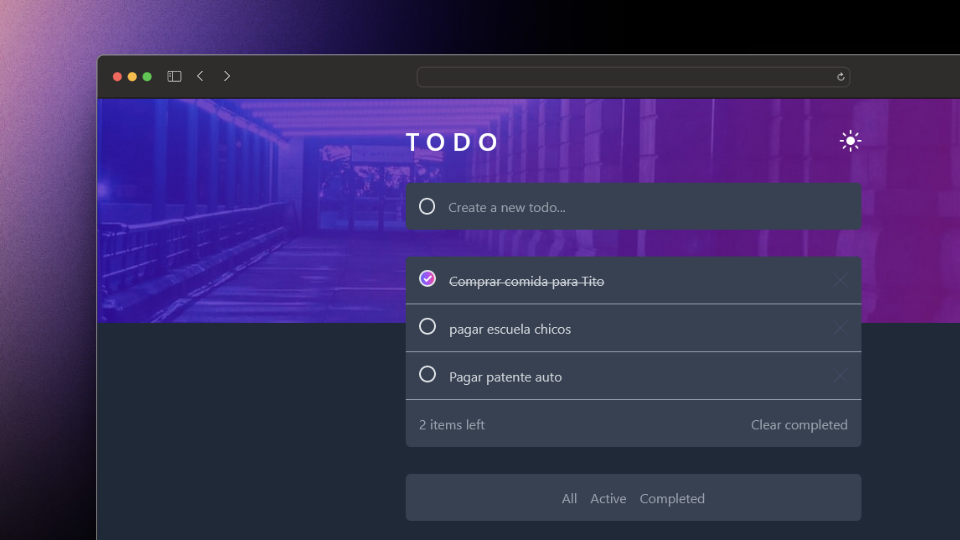 TODO
Create a new todo...
Comprar comida para Tito
pagar escuela chicos
Pagar patente auto
2 items left Clear completed
All Active Completed